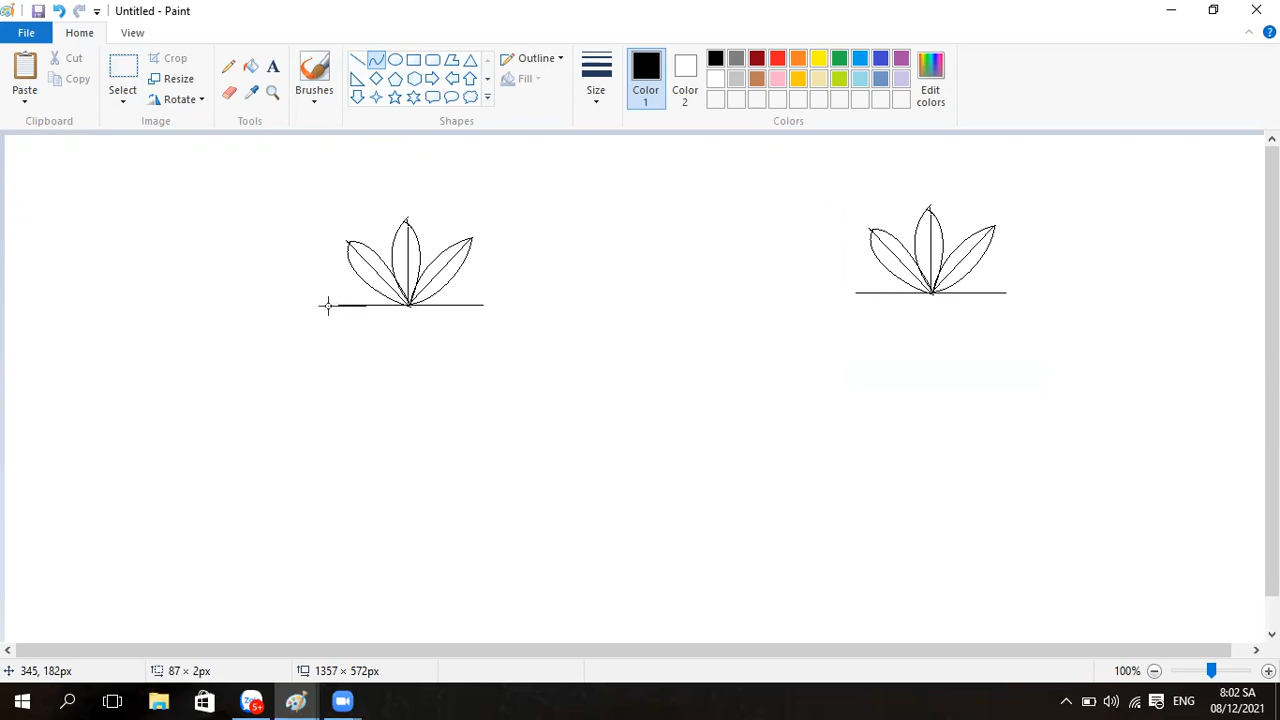 Untitled - Paint
File
Home
View
Paste
Cut
Copy
Clipboard
Select
Crop
Resize
Rotate
Image
A
Tools
Brushes
Outline
Fill
Shapes
Size
Color
1
Color
2
Edit
colors
Colors
345, 182px
87 × 2px
1357 × 572px
100%
Zalo
5+
ENG
8:02 SA
08/12/2021